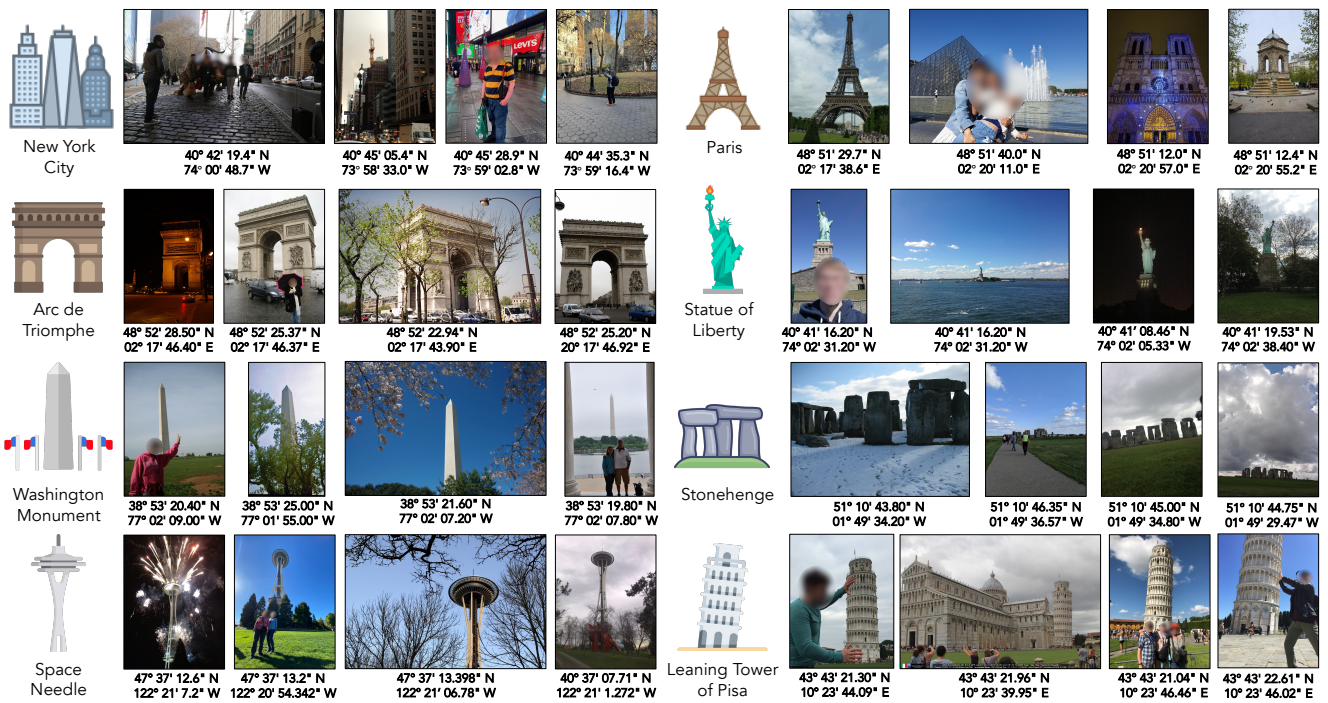 New York
City
40° 42' 19.4" N
74° 00' 48.7" W
40° 45' 05.4" N
73° 58' 33.0" W
LEVI'S
40° 45' 28.9" N
73° 59' 02.8" W
40° 44' 35.3" N
73° 59' 16.4" W
Paris
48° 51' 29.7" N
02° 17' 38.6" E
48° 51' 40.0" N
02° 20' 11.0" E
48° 51' 12.0" N
02° 20' 57.0" E
48° 51' 12.4" N
02° 20' 55.2" E
Arc de
Triomphe
48° 52' 28.50" N
02° 17' 46.40" E
48° 52' 25.37" N
02° 17' 46.37" E
48° 52' 22.94" N
02° 17' 43.90" E
48° 52' 25.20" N
20° 17' 46.92" E
Statue of
Liberty
40° 41' 16.20" N
74° 02' 31.20" W
40° 41' 16.20" N
74° 02' 31.20" W
40° 41' 08.46" N
74° 02' 05.33" W
40° 41' 19.53" N
74° 02' 38.40" W
Washington
Monument
38° 53' 20.40" N
77° 02' 09.00" W
38° 53' 25.00" N
77° 01' 55.00" W
38° 53' 21.60" N
77° 02' 07.20" W
38° 53' 19.80" N
77° 02' 07.80" W
Stonehenge
51° 10' 43.80" N
01° 49' 34.20" W
51° 10' 46.35" N
01° 49' 36.57" W
51° 10' 45.00" N
01° 49' 34.80" W
51° 10' 44.75" N
01° 49' 29.47" W
Space
Needle
47° 37' 12.6" N
122° 21' 7.2" W
47° 37' 13.2" N
122° 20' 54.342" W
47° 37' 13.398" N
122° 21' 06.78" W
40° 37' 07.71" N
122° 21' 1.272" W
Leaning Tower
of Pisa
43° 43' 21.30" N
10° 23' 44.09" E
43° 43' 21.96" N
10° 23' 39.95" E
43° 43' 21.04" N
10° 23' 46.46" E
43° 43' 22.61" N
10° 23' 46.02" E